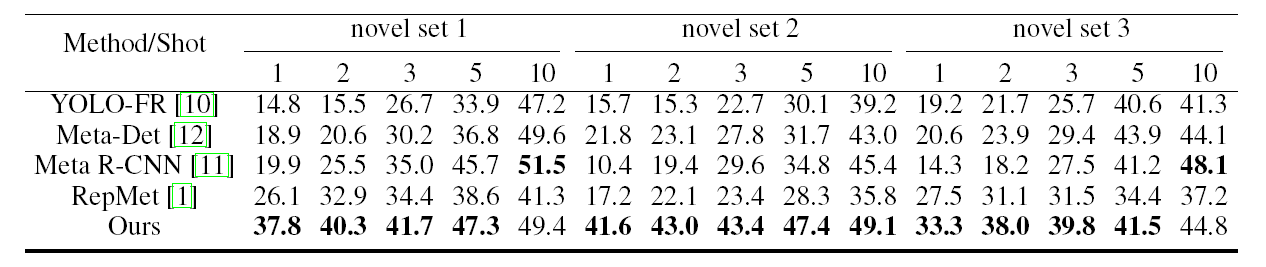 Method/Shot novel set 1 novel set 2 novel set 3
1 2 3 5 10 1 2 3 5 10 1 2 3 5 10
YOLO-FR [10] 14.8 15.5 26.7 33.9 47.2 15.7 15.3 22.7 30.1 39.2 19.2 21.7 25.7 40.6 41.3
Meta-Det [12] 18.9 20.6 30.2 36.8 49.6 21.8 23.1 27.8 31.7 43.0 20.6 23.9 29.4 43.9 44.1
Meta R-CNN [11] 19.9 25.5 35.0 45.7 51.5 10.4 19.4 29.6 34.8 45.4 14.3 18.2 27.5 41.2 48.1
RepMet [1] 26.1 32.9 34.4 38.6 41.3 17.2 22.1 23.4 28.3 35.8 27.5 31.1 31.5 34.4 37.2
Ours 37.8 40.3 41.7 47.3 49.4 41.6 43.0 43.4 47.4 49.1 33.3 38.0 39.8 41.5 44.8